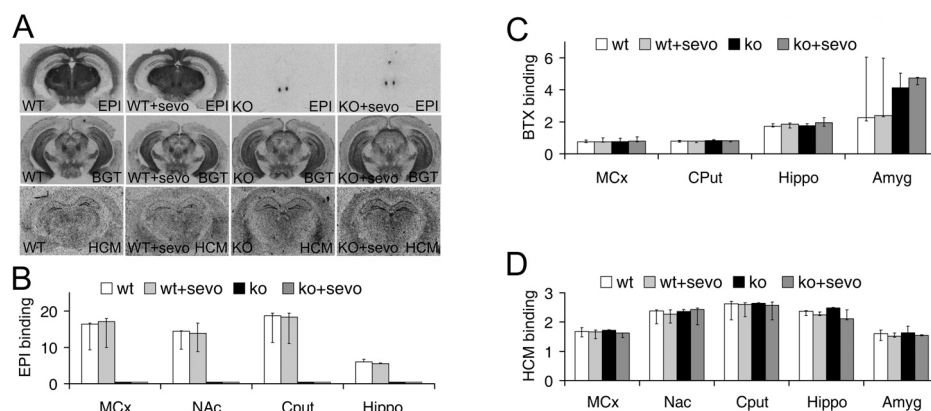 A
WT EPI WT+sevo EPI KO EPI KO+sevo EPI
WT BGT WT+sevo BGT KO BGT KO+sevo BGT
WT HCM WT+sevo HCM KO HCM KO+sevo HCM
B
wt wt+sevo ko ko+sevo
EPI binding
20
10
0
MCx NAc Cput Hippo
C
wt wt+sevo ko ko+sevo
BTX binding
6
4
2
0
MCx CPut Hippo Amyg
D
wt wt+sevo ko ko+sevo
HCM binding
3
2
1
0
MCx Nac Cput Hippo Amyg